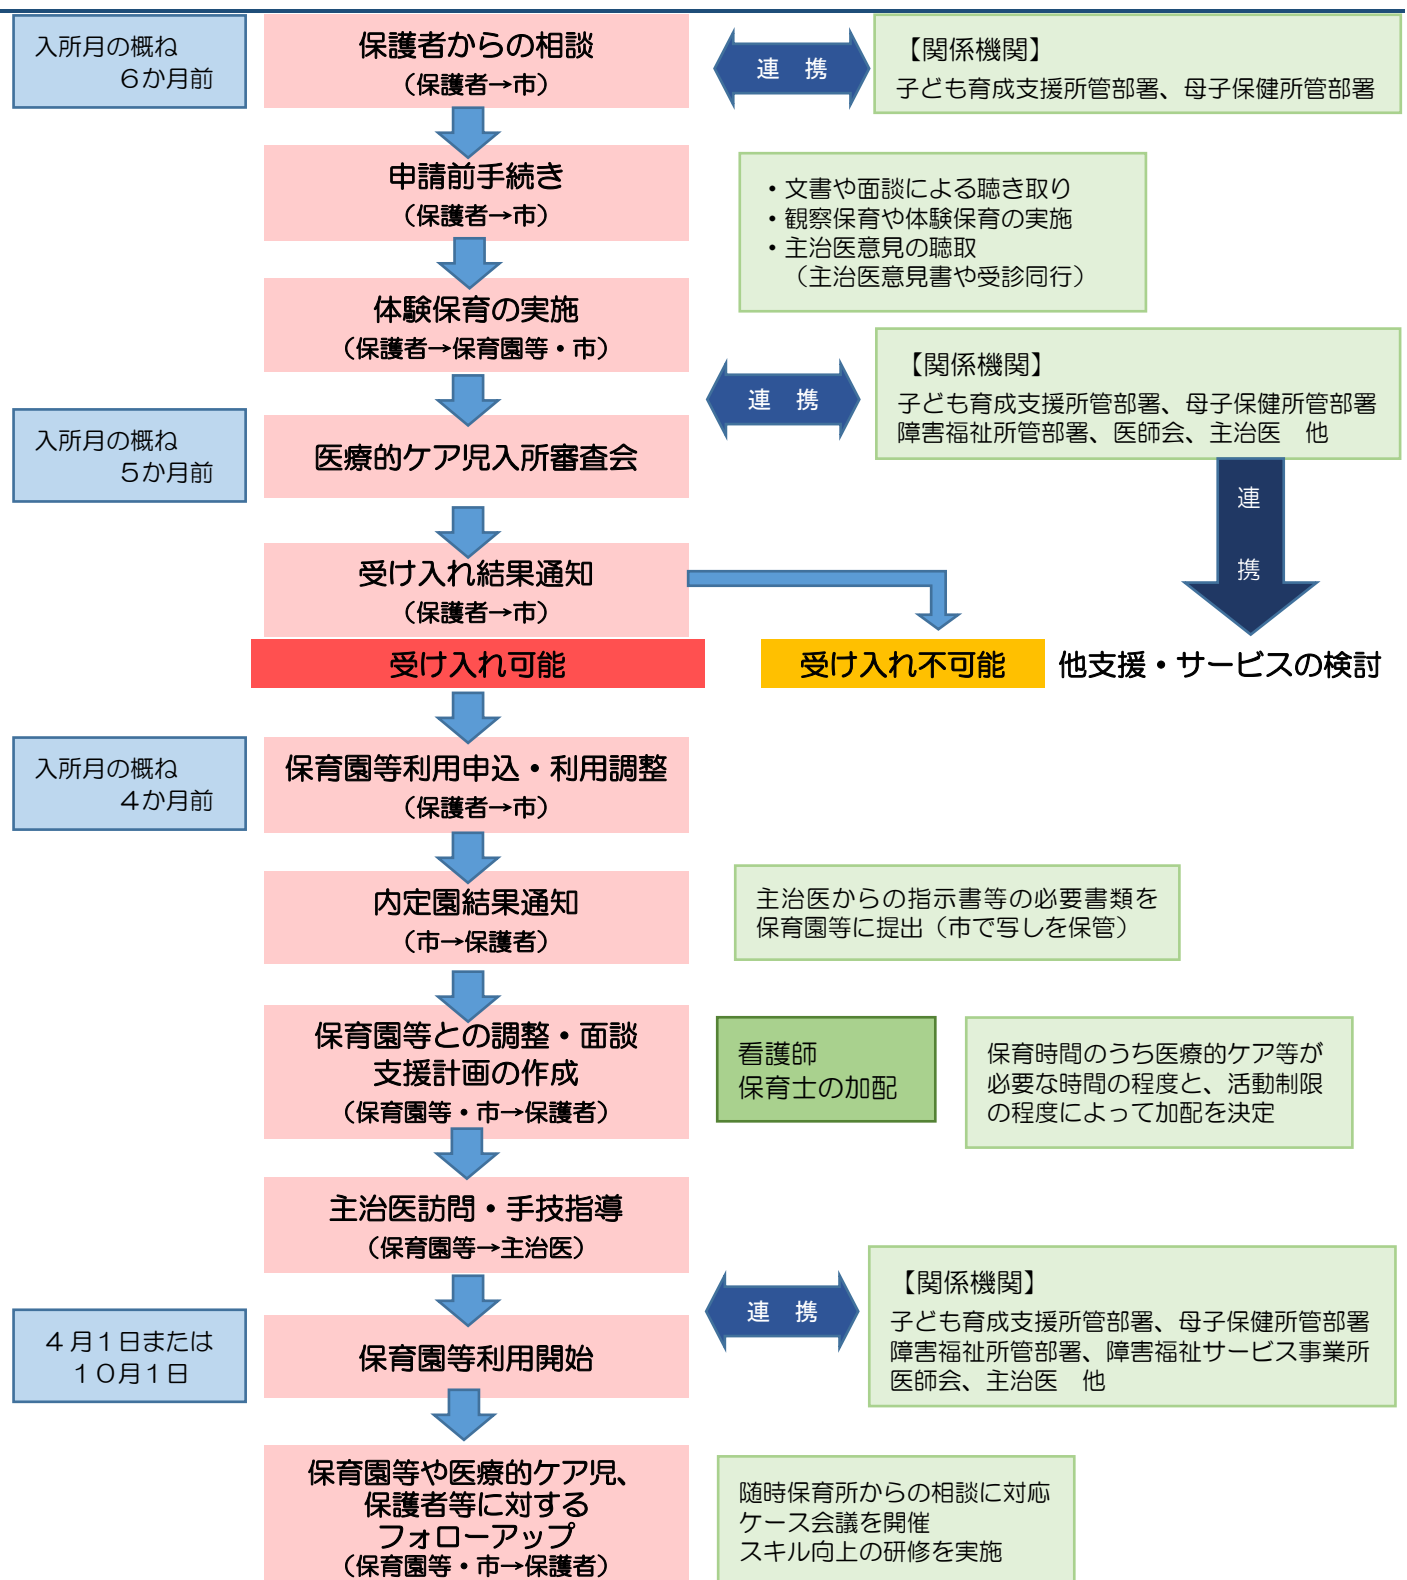 入所月の概ね
６か月前
保護者からの相談
（保護者→市）
連　携
【関係機関】
子ども育成支援所管部署、母子保健所管部署
申請前手続き
（保護者→市）
・文書や面談による聴き取り
・観察保育や体験保育の実施
・主治医意見の聴取
（主治医意見書や受診同行）
体験保育の実施
（保護者→保育園等・市）
連　携
【関係機関】
子ども育成支援所管部署、母子保健所管部署
障害福祉所管部署、医師会、主治医　他
入所月の概ね
５か月前
医療的ケア児入所審査会
連
携
受け入れ結果通知
（保護者→市）
受け入れ可能
受け入れ不可能
他支援・サービスの検討
入所月の概ね
４か月前
保育園等利用申込・利用調整
（保護者→市）
内定園結果通知
（市→保護者）
主治医からの指示書等の必要書類を
保育園等に提出（市で写しを保管）
保育園等との調整・面談
支援計画の作成
（保育園等・市→保護者）
看護師
保育士の加配
保育時間のうち医療的ケア等が
必要な時間の程度と、活動制限
の程度によって加配を決定
主治医訪問・手技指導
（保育園等→主治医）
連　携
【関係機関】
子ども育成支援所管部署、母子保健所管部署
障害福祉所管部署、障害福祉サービス事業所
医師会、主治医　他
４月１日または
１０月１日
保育園等利用開始
保育園等や医療的ケア児、
保護者等に対する
フォローアップ
（保育園等・市→保護者）
随時保育所からの相談に対応
ケース会議を開催
スキル向上の研修を実施